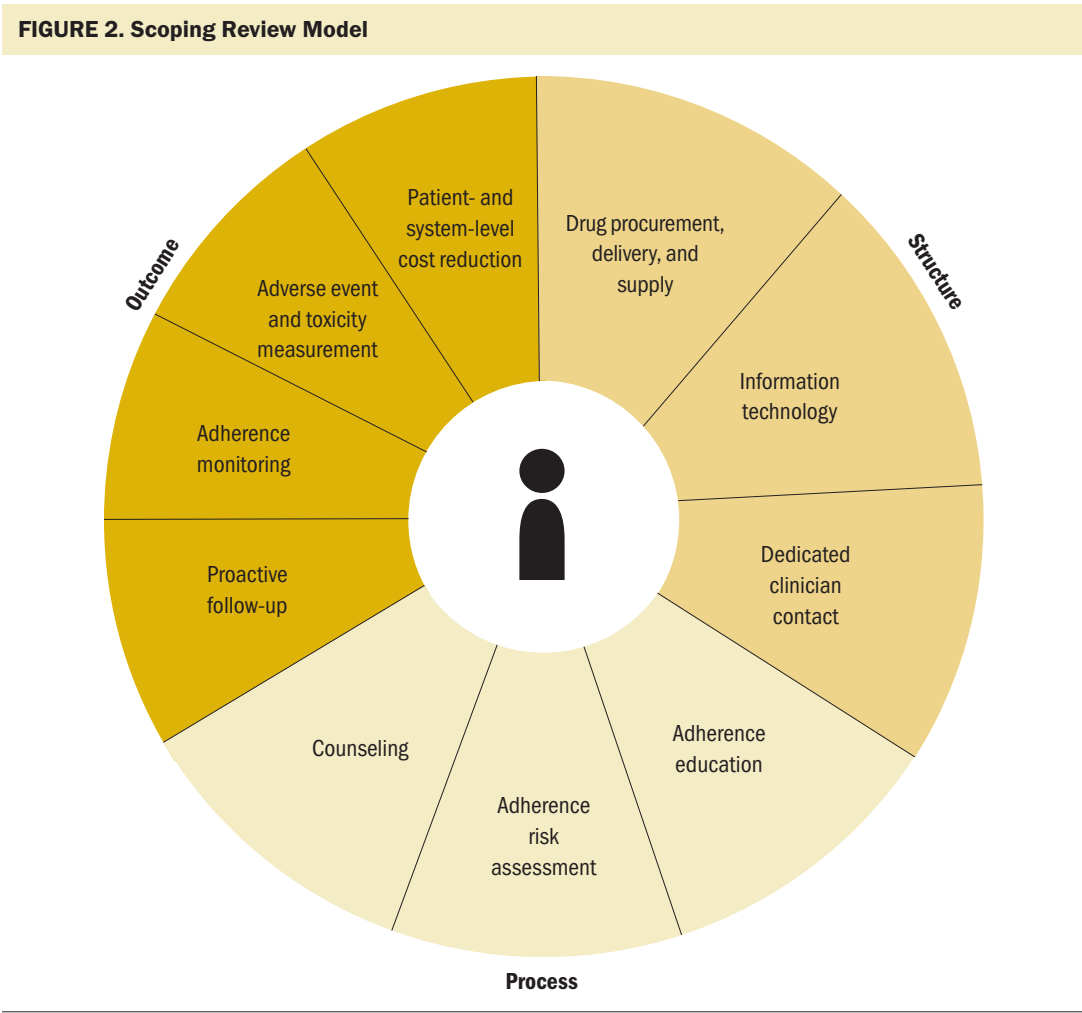 FIGURE 2. Scoping Review Model
Patient- and
system-level
cost reduction
Drug procurement,
delivery, and
supply
Structure
Information
technology
Dedicated
clinician
contact
Adherence
education
Adherence
risk
assessment
Counseling
Process
Proactive
follow-up
Adherence
monitoring
Adverse event
and toxicity
measurement
Outcome